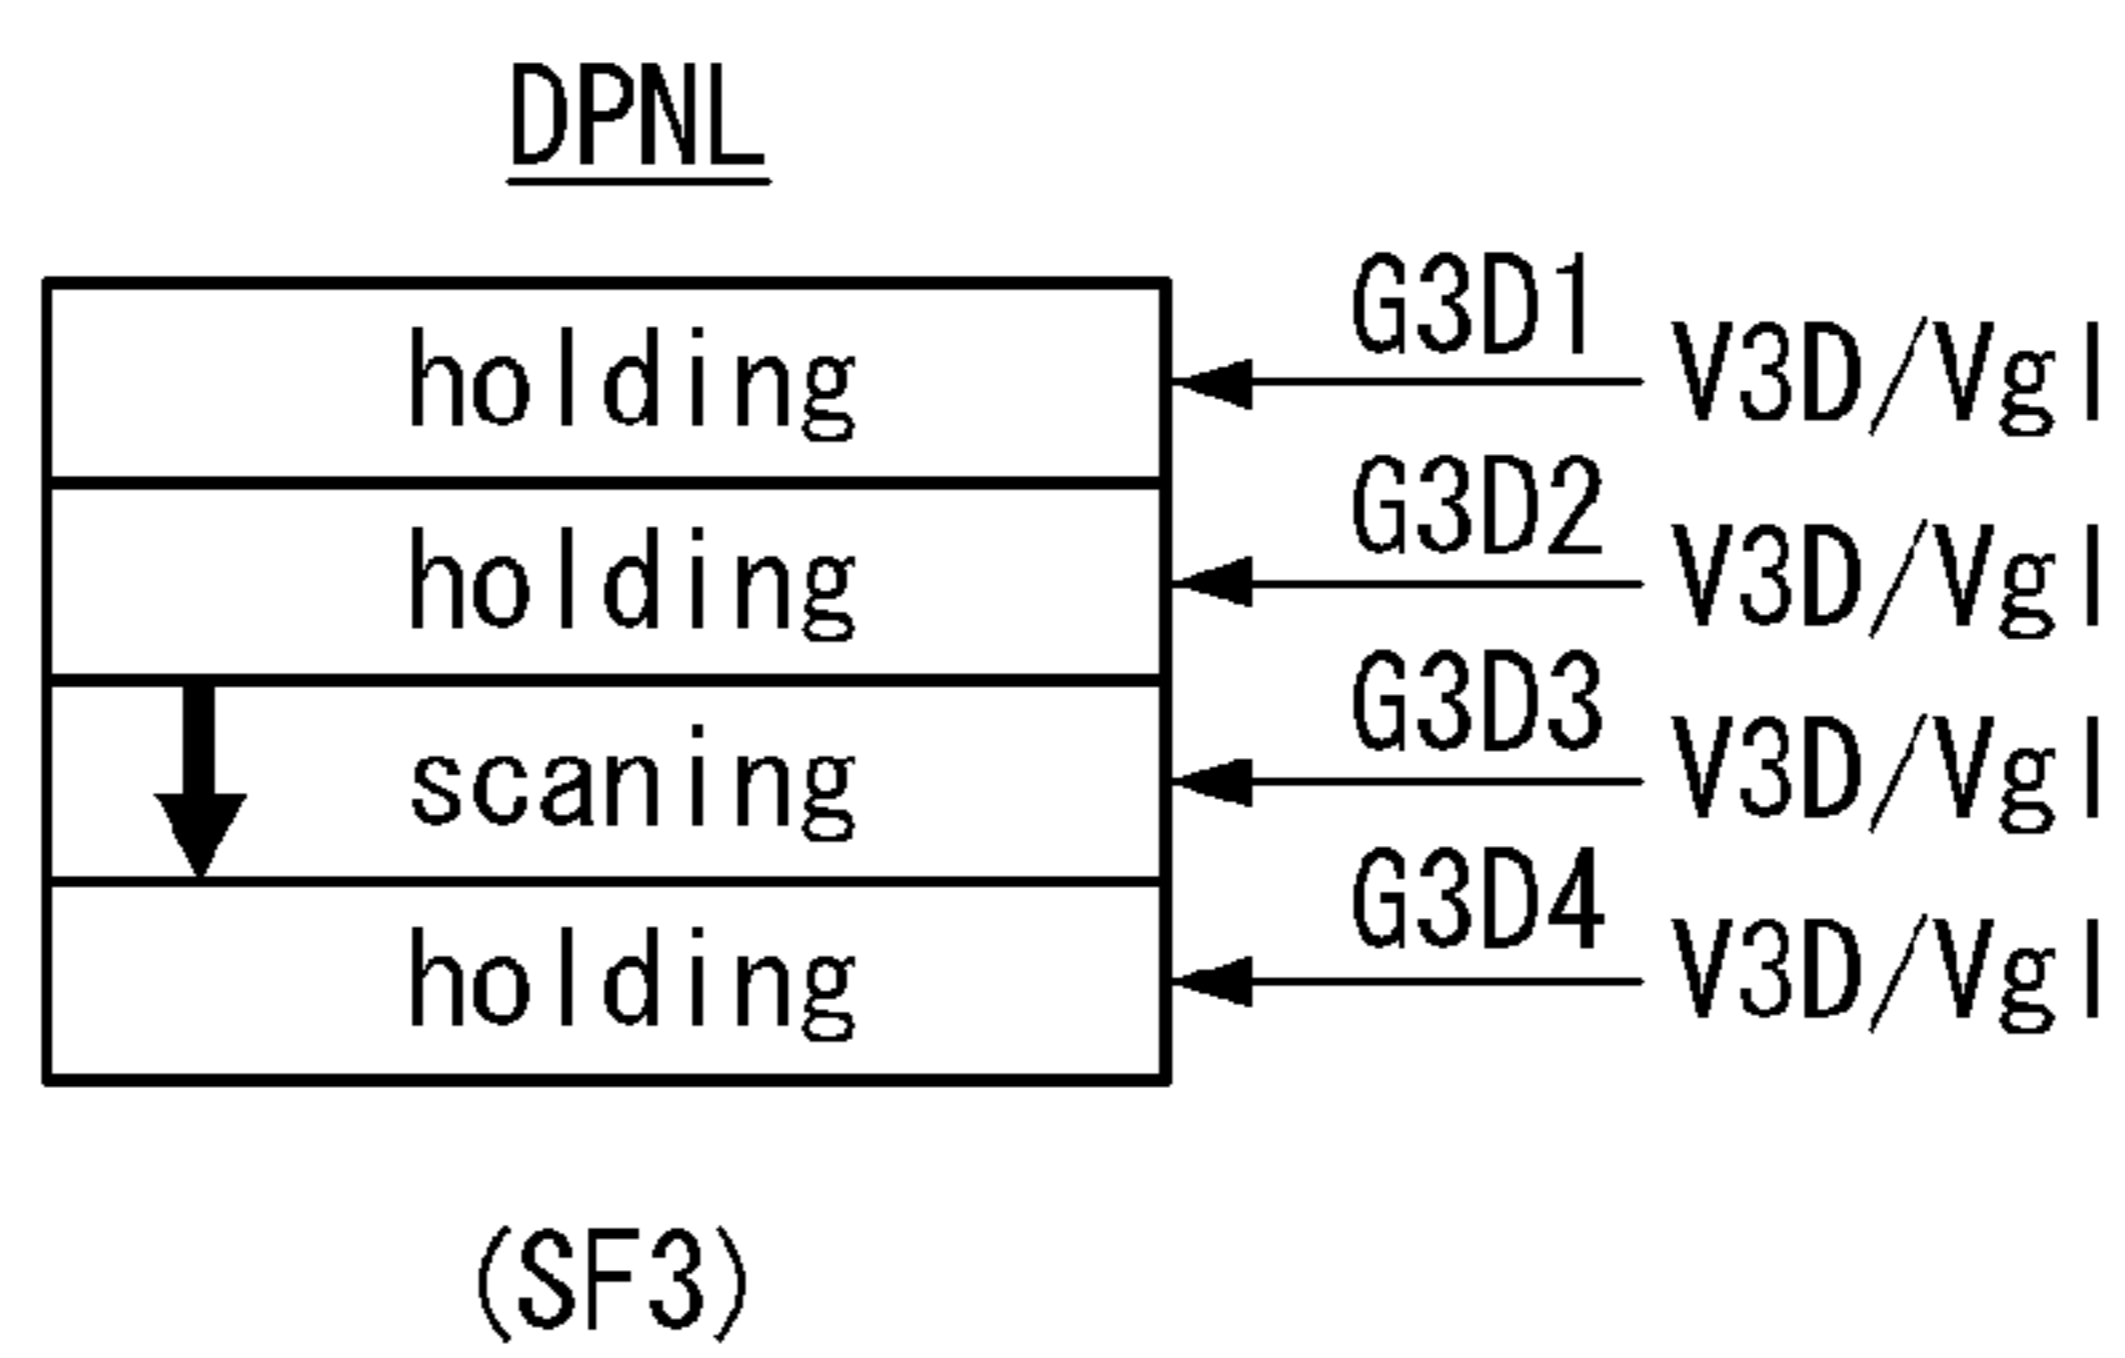 DPNL
holding G3D1 V3D/Vgl
holding G3D2 V3D/Vgl
scaning G3D3 V3D/Vgl
holding G3D4 V3D/Vgl
(SF3)